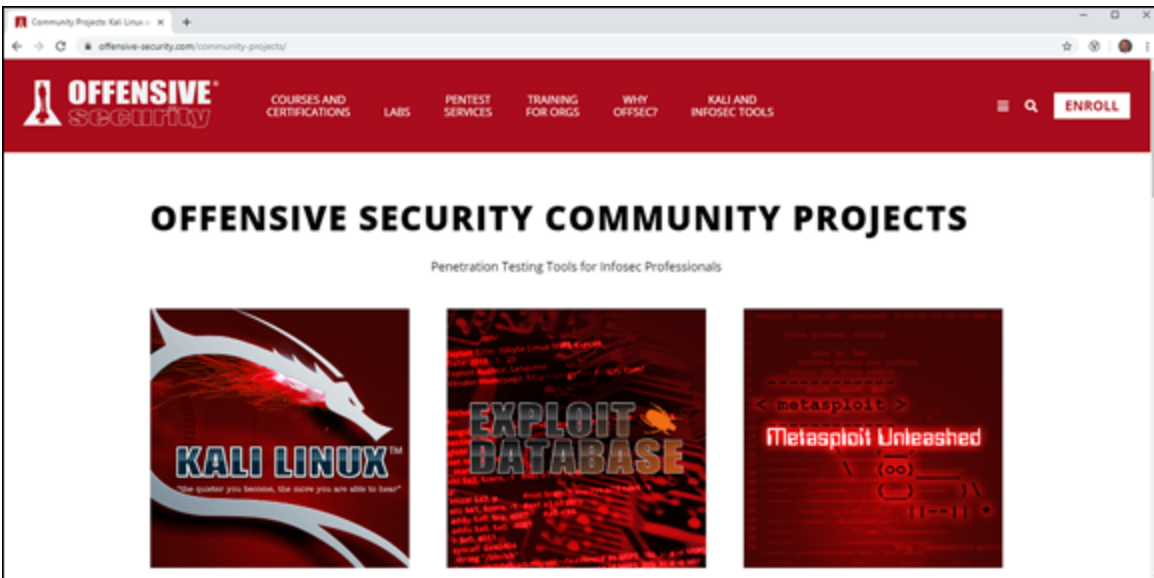 Community Projects: Kali Linux
offensive-security.com/community-projects/
OFFENSIVE®
security
COURSES AND
CERTIFICATIONS
LABS
PENTEST
SERVICES
TRAINING
FOR ORGS
WHY
OFFSEC?
KALI AND
INFOSEC TOOLS
ENROLL
OFFENSIVE SECURITY COMMUNITY PROJECTS
Penetration Testing Tools for Infosec Professionals
KALI LINUX™
"the quieter you become, the more you are able to hear"
EXPLOIT
DATABASE
< metasploit >
Metasploit Unleashed